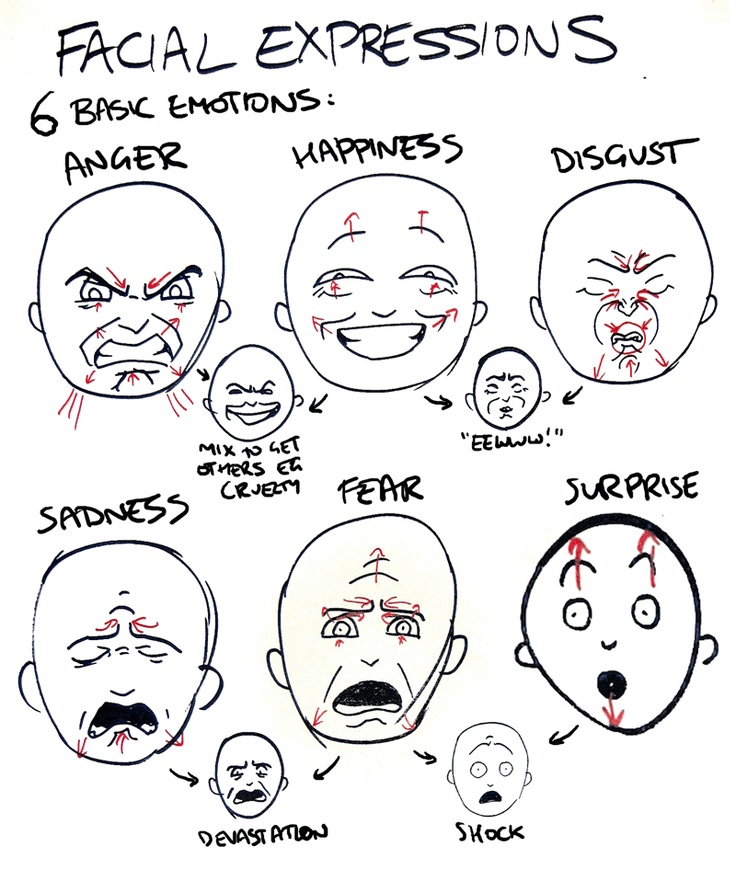 FACIAL EXPRESSIONS
6 BASIC EMOTIONS:
ANGER HAPPINESS DISGUST
MIX TO GET
OTHERS EG
CRUELTY
"EEWWW!"
SADNESS FEAR SURPRISE
DEVASTATION SHOCK